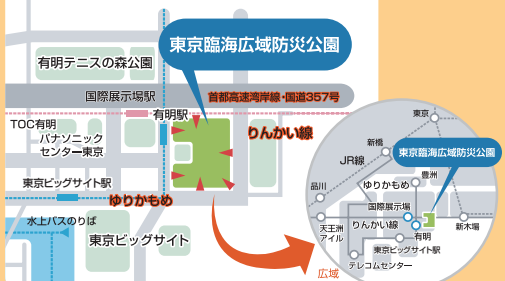 東京臨海広域防災公園
有明テニスの森公園
国際展示場駅
首都高速湾岸線・国道357号
有明駅
TOC有明
パナソニック
センター東京
りんかい線
東京ビッグサイト駅
ゆりかもめ
水上バスのりば
東京ビッグサイト
広域
東京
新橋
JR線
東京臨海広域防災公園
豊洲
品川
ゆりかもめ
国際展示場
りんかい線
天王洲
アイル
有明
新木場
東京ビッグサイト駅
テレコムセンター